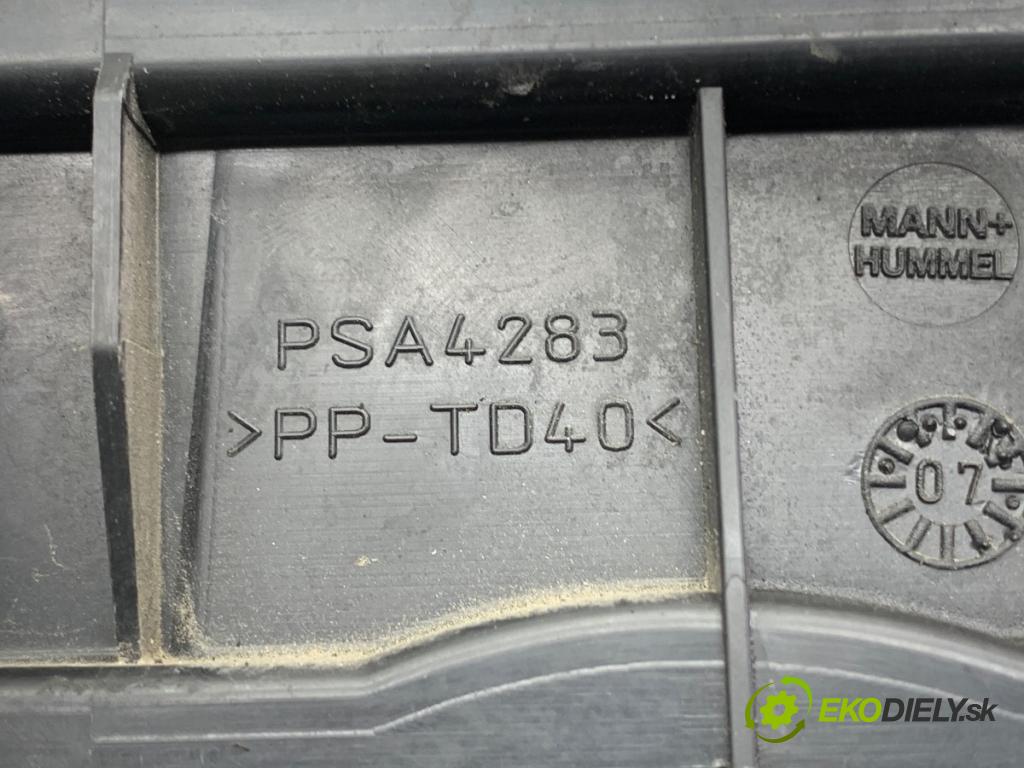 MANN+
HUMMEL
PSA4283
>PP-TD40<
07
EKODIELY.sk